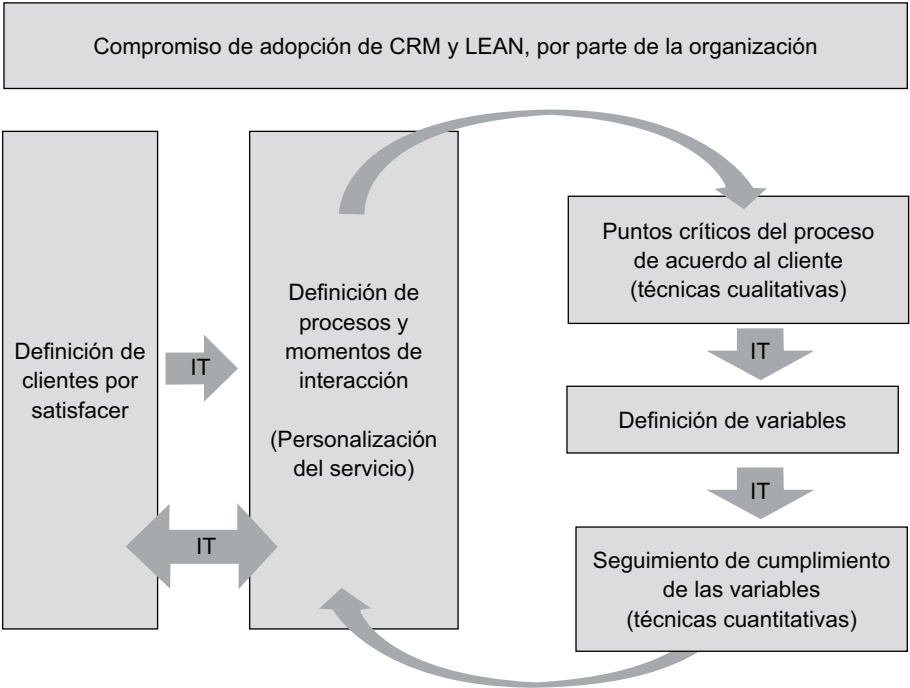 Compromiso de adopción de CRM y LEAN, por parte de la organización
Definición de
clientes por
satisfacer
IT
IT
Definición de
procesos y
momentos de
interacción
(Personalización
del servicio)
Puntos críticos del proceso
de acuerdo al cliente
(técnicas cualitativas)
IT
Definición de variables
IT
Seguimiento de cumplimiento
de las variables
(técnicas cuantitativas)